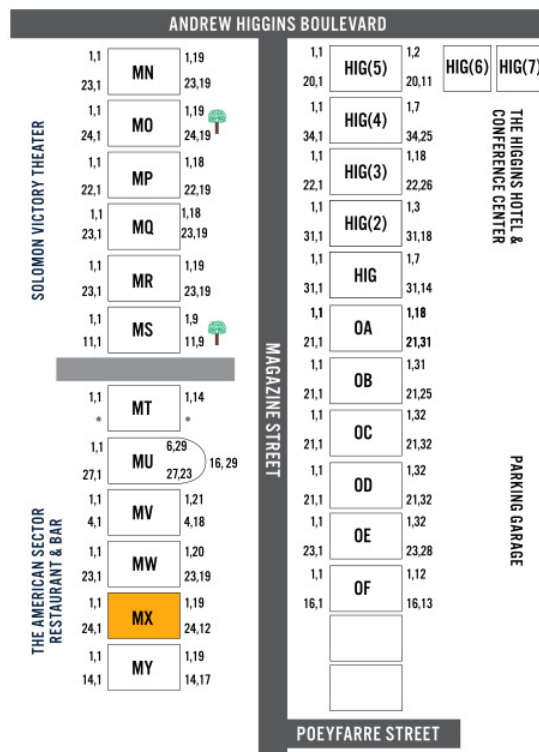 ANDREW HIGGINS BOULEVARD
SOLOMON VICTORY THEATER
1,1 MN 1,19
23,1 23,19
1,1 MO 1,19
24,1 24,19
1,1 MP 1,18
22,1 22,19
1,1 MQ 1,18
23,1 23,19
1,1 MR 1,19
23,1 23,19
1,1 MS 1,9
11,1 11,9
THE AMERICAN SECTOR
RESTAURANT & BAR
1,1 MT 1,14
* *
1,1 MU 6,29
27,1 27,23 16,29
1,1 MV 1,21
4,1 4,18
1,1 MW 1,20
23,1 23,19
1,1 MX 1,19
24,1 24,12
1,1 MY 1,19
14,1 14,17
MAGAZINE STREET
1,1 HIG(5) 1,2 HIG(6) HIG(7)
20,1 20,11
1,1 HIG(4) 1,7
34,1 34,25
1,1 HIG(3) 1,18
22,1 22,26
1,1 HIG(2) 1,3
31,1 31,18
1,1 HIG 1,7
31,1 31,14
1,1 OA 1,18
21,1 21,31
1,1 OB 1,31
21,1 21,25
1,1 OC 1,32
21,1 21,32
1,1 OD 1,32
21,1 21,32
1,1 OE 1,32
23,1 23,28
1,1 OF 1,12
16,1 16,13
THE HIGGINS HOTEL &
CONFERENCE CENTER
PARKING GARAGE
POEYFARRE STREET